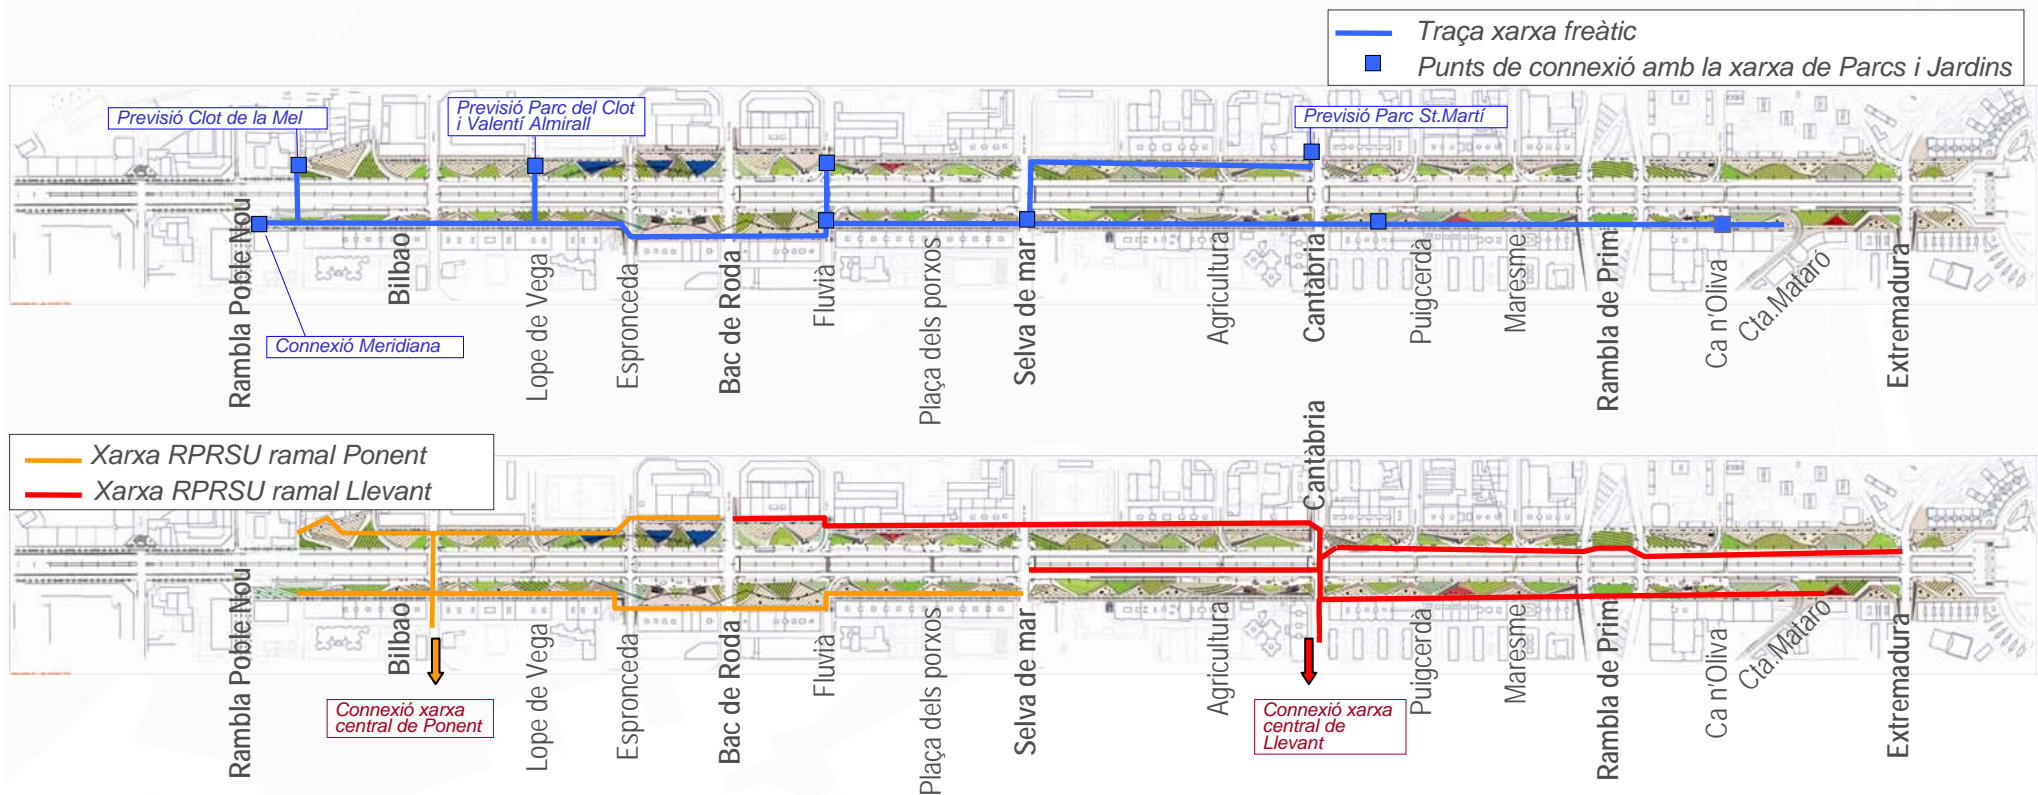 Traça xarxa freàtic
Punts de connexió amb la xarxa de Parcs i Jardins
Previsió Clot de la Mel
Previsió Parc del Clot
i Valentí Almirall
Previsió Parc St.Martí
Connexió Meridiana
Rambla Poble Nou
Bilbao
Lope de Vega
Espronceda
Bac de Roda
Fluvià
Plaça dels porxos
Selva de mar
Agricultura
Cantàbria
Puigcerdà
Maresme
Rambla de Prim
Ca n'Oliva
Cta.Mataro
Extremadura
Xarxa RPRSU ramal Ponent
Xarxa RPRSU ramal Llevant
Rambla Poble Nou
Bilbao
Lope de Vega
Espronceda
Bac de Roda
Fluvià
Plaça dels porxos
Selva de mar
Agricultura
Cantàbria
Puigcerdà
Maresme
Rambla de Prim
Ca n'Oliva
Cta.Mataro
Extremadura
Connexió xarxa
central de Ponent
Connexió xarxa
central de
Llevant